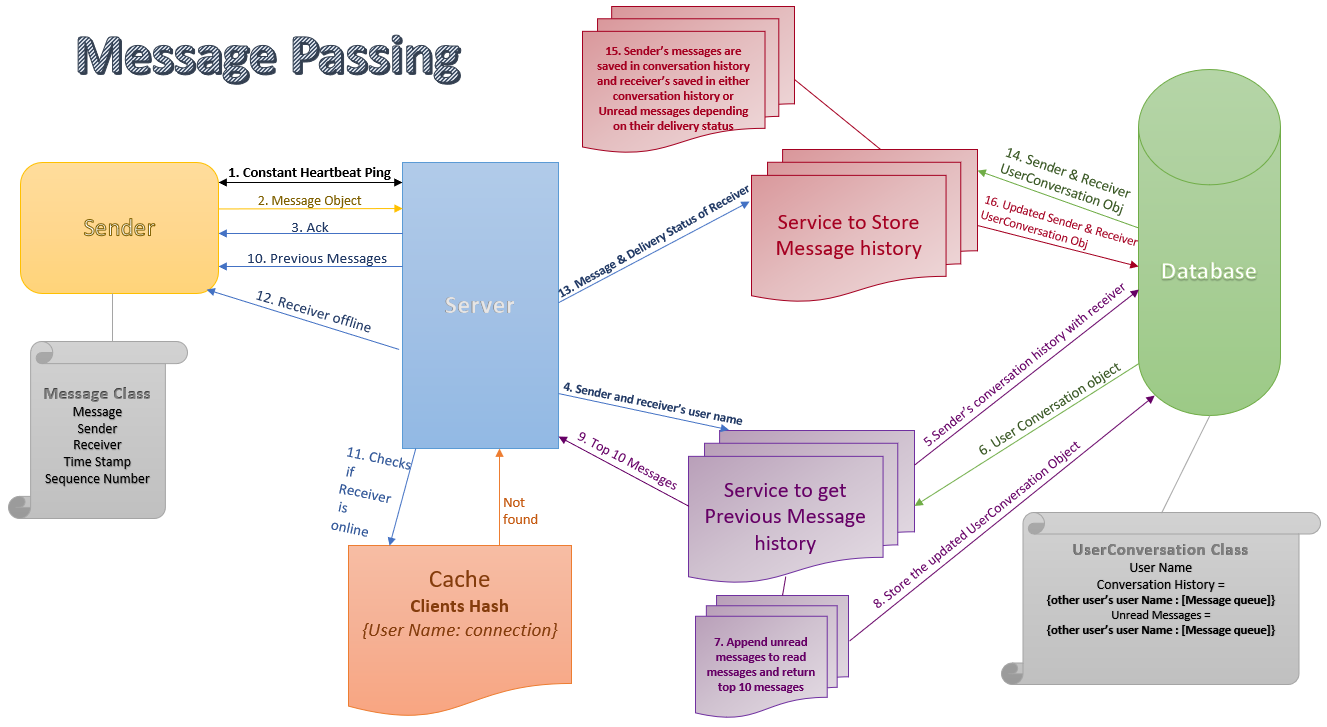 Message Passing
15. Sender's messages are
saved in conversation history
and receiver's saved in either
conversation history or
Unread messages depending
on their delivery status
1. Constant Heartbeat Ping
2. Message Object
3. Ack
10. Previous Messages
12. Receiver offline
Sender
Server
13. Message & Delivery Status of Receiver
Service to Store
Message history
14. Sender & Receiver
UserConversation Obj
16. Updated Sender & Receiver
UserConversation Obj
Database
Message Class
Message
Sender
Receiver
Time Stamp
Sequence Number
4. Sender and receiver's user name
9. Top 10 Messages
5.Sender's conversation history with receiver
6. User Conversation object
8. Store the updated UserConversation Object
11. Checks
if
Receiver
is
online
Not
found
Service to get
Previous Message
history
Cache
Clients Hash
{User Name: connection}
7. Append unread
messages to read
messages and return
top 10 messages
UserConversation Class
User Name
Conversation History =
{other user's user Name : [Message queue]}
Unread Messages =
{other user's user Name : [Message queue]}